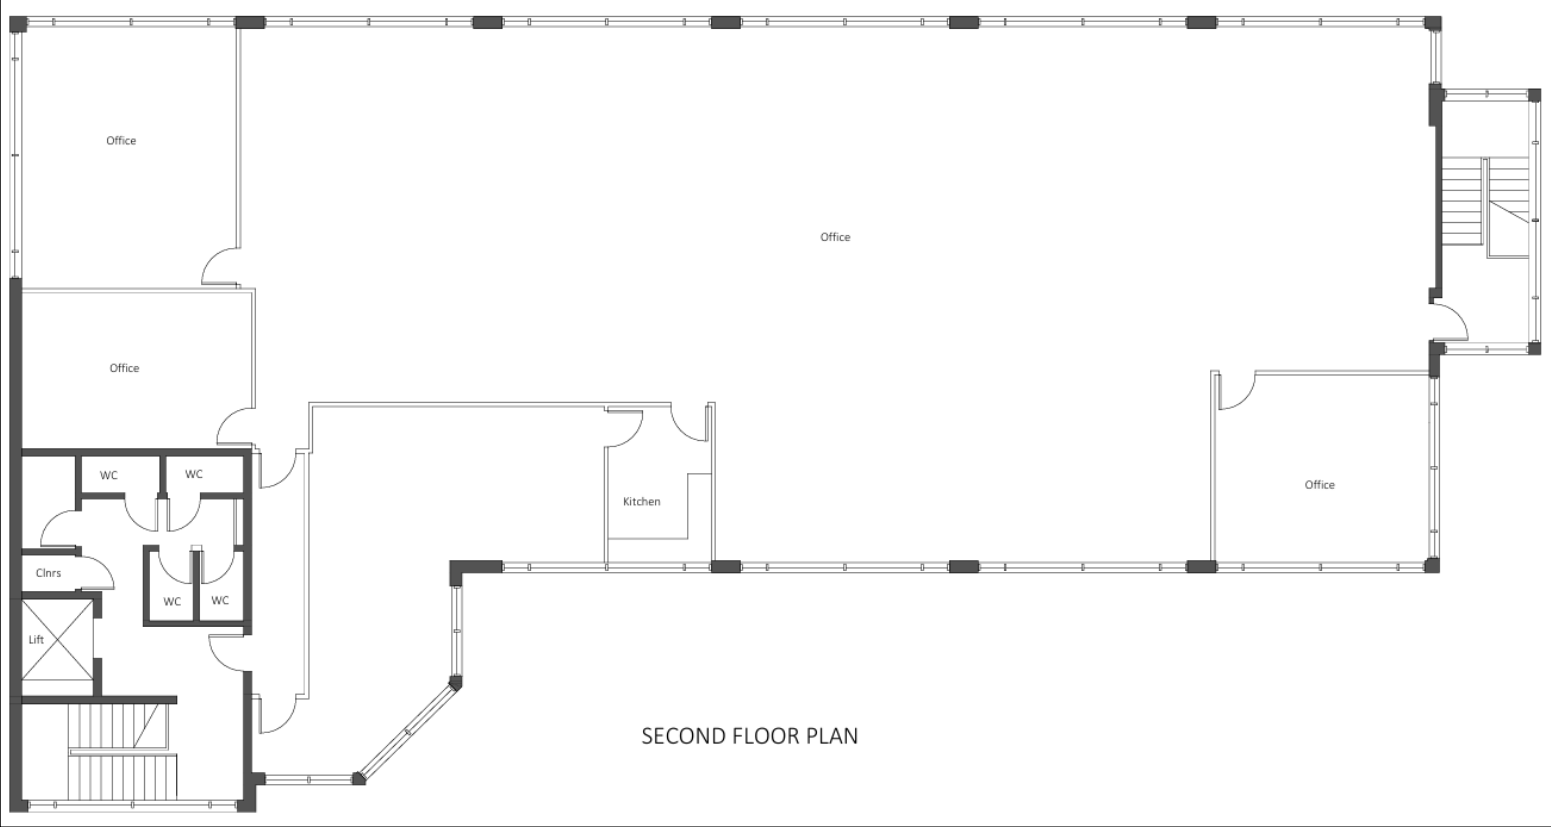 Office
Office
Office
WC
WC
Kitchen
Office
Clnrs
WC
WC
Lift
SECOND FLOOR PLAN